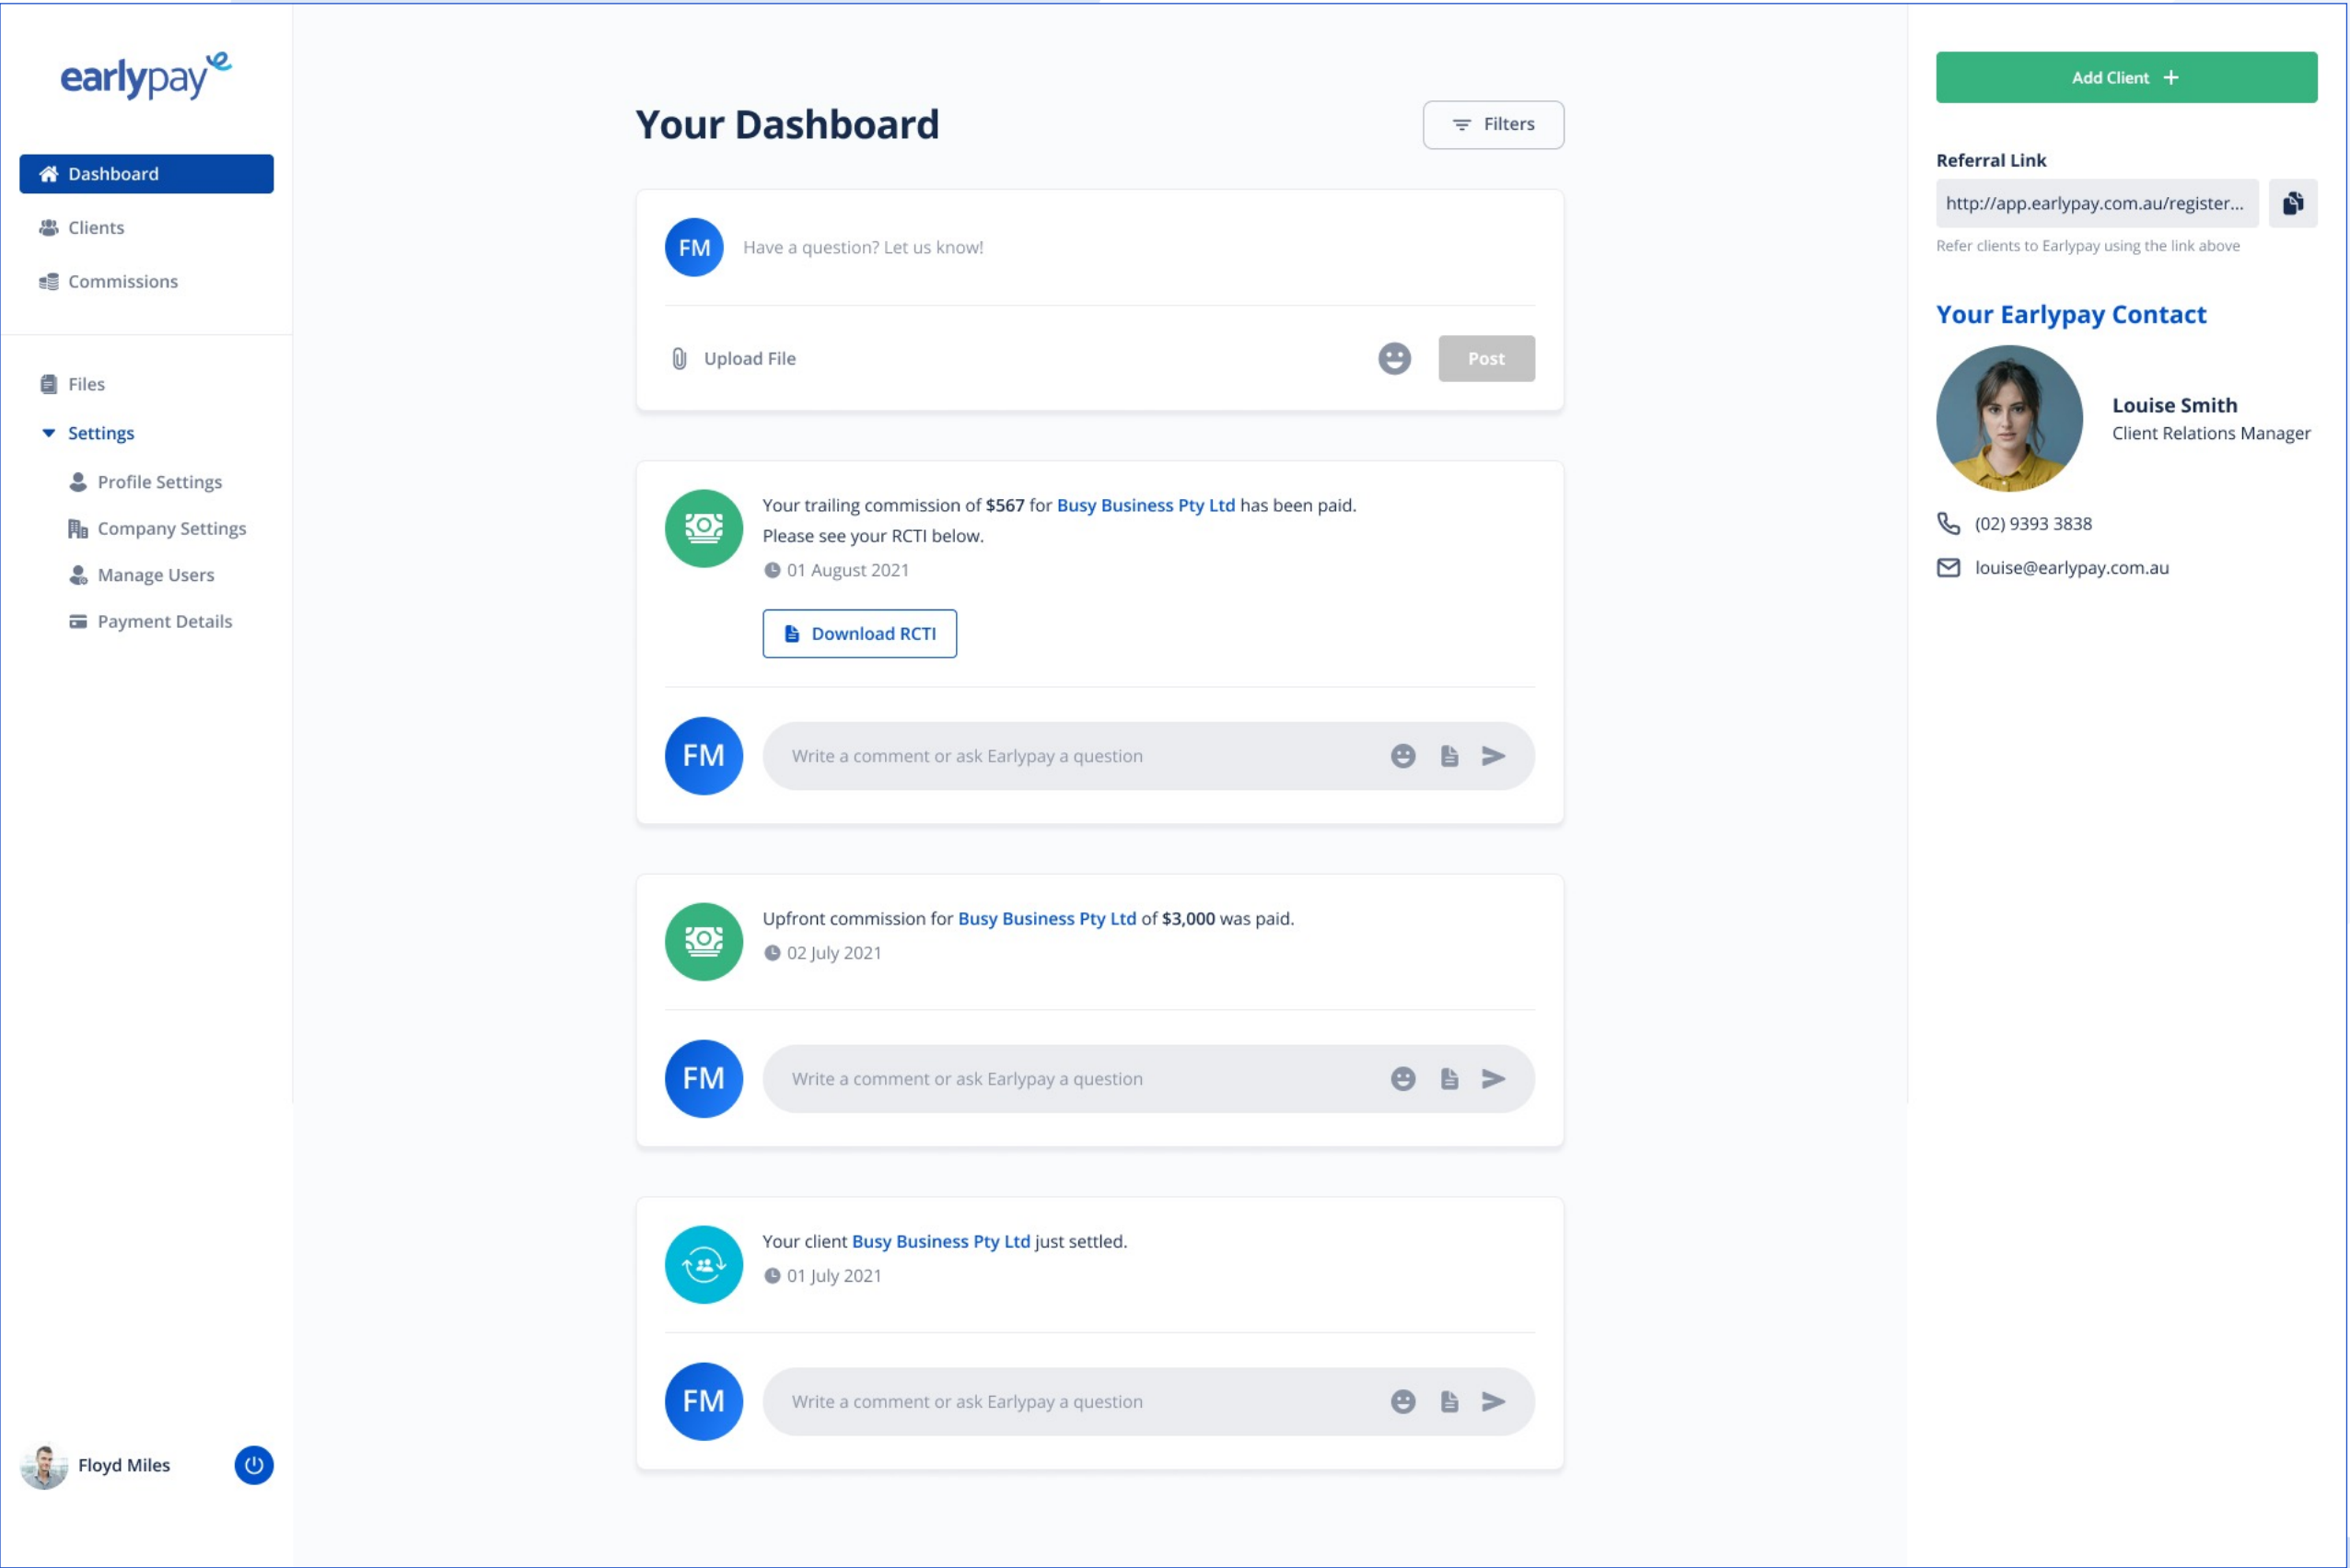 earlypay
Dashboard
Clients
Commissions
Files
Settings
Profile Settings
Company Settings
Manage Users
Payment Details
Floyd Miles
Your Dashboard
Filters
FM
Have a question? Let us know!
Upload File
Post
Your trailing commission of $567 for Busy Business Pty Ltd has been paid.
Please see your RCTI below.
01 August 2021
Download RCTI
FM
Write a comment or ask Earlypay a question
Upfront commission for Busy Business Pty Ltd of $3,000 was paid.
02 July 2021
FM
Write a comment or ask Earlypay a question
Your client Busy Business Pty Ltd just settled.
01 July 2021
FM
Write a comment or ask Earlypay a question
Add Client +
Referral Link
http://app.earlypay.com.au/register...
Refer clients to Earlypay using the link above
Your Earlypay Contact
Louise Smith
Client Relations Manager
(02) 9393 3838
louise@earlypay.com.au